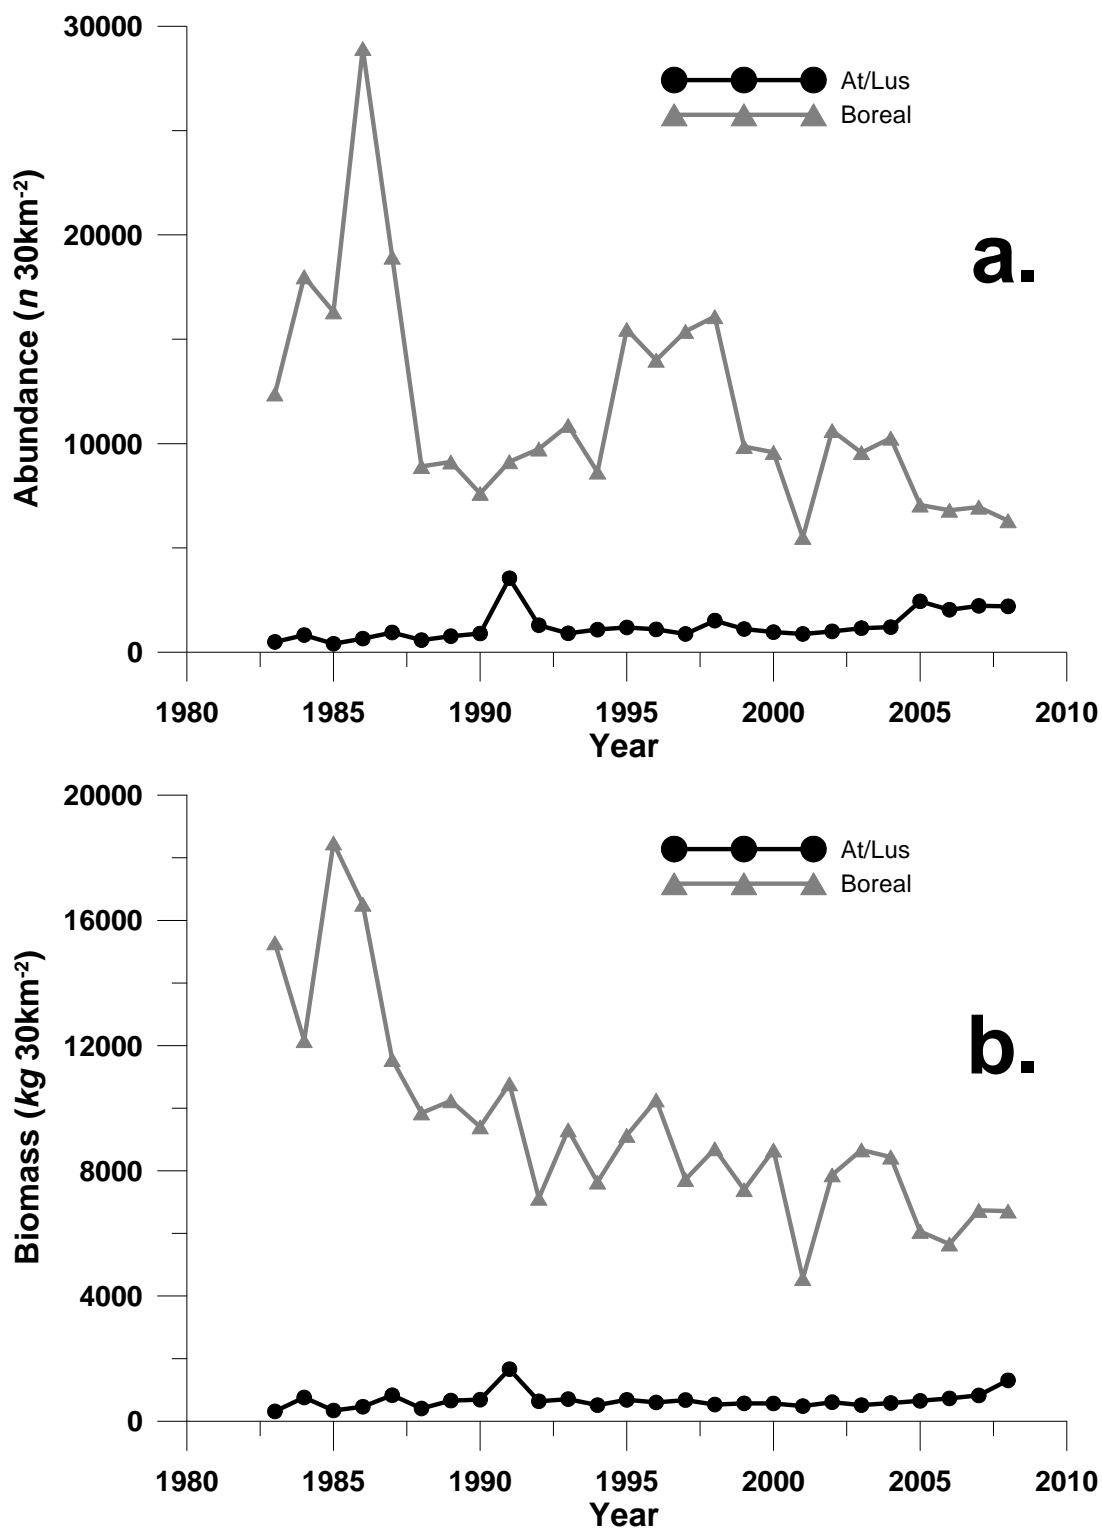 30000
20000
10000
0
Abundance (n 30km-2)
At/Lus
Boreal
a.
1980 1985 1990 1995 2000 2005 2010
Year
20000
16000
12000
8000
4000
0
Biomass (kg 30km-2)
At/Lus
Boreal
b.
1980 1985 1990 1995 2000 2005 2010
Year